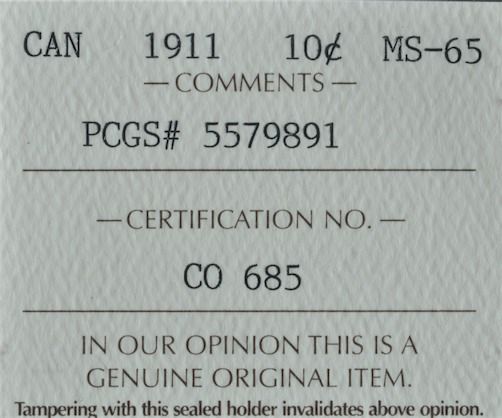 CAN 1911 10¢ MS-65
— COMMENTS —
PCGS# 5579891
— CERTIFICATION NO. —
CO 685
IN OUR OPINION THIS IS A
GENUINE ORIGINAL ITEM.
Tampering with this sealed holder invalidates above opinion.